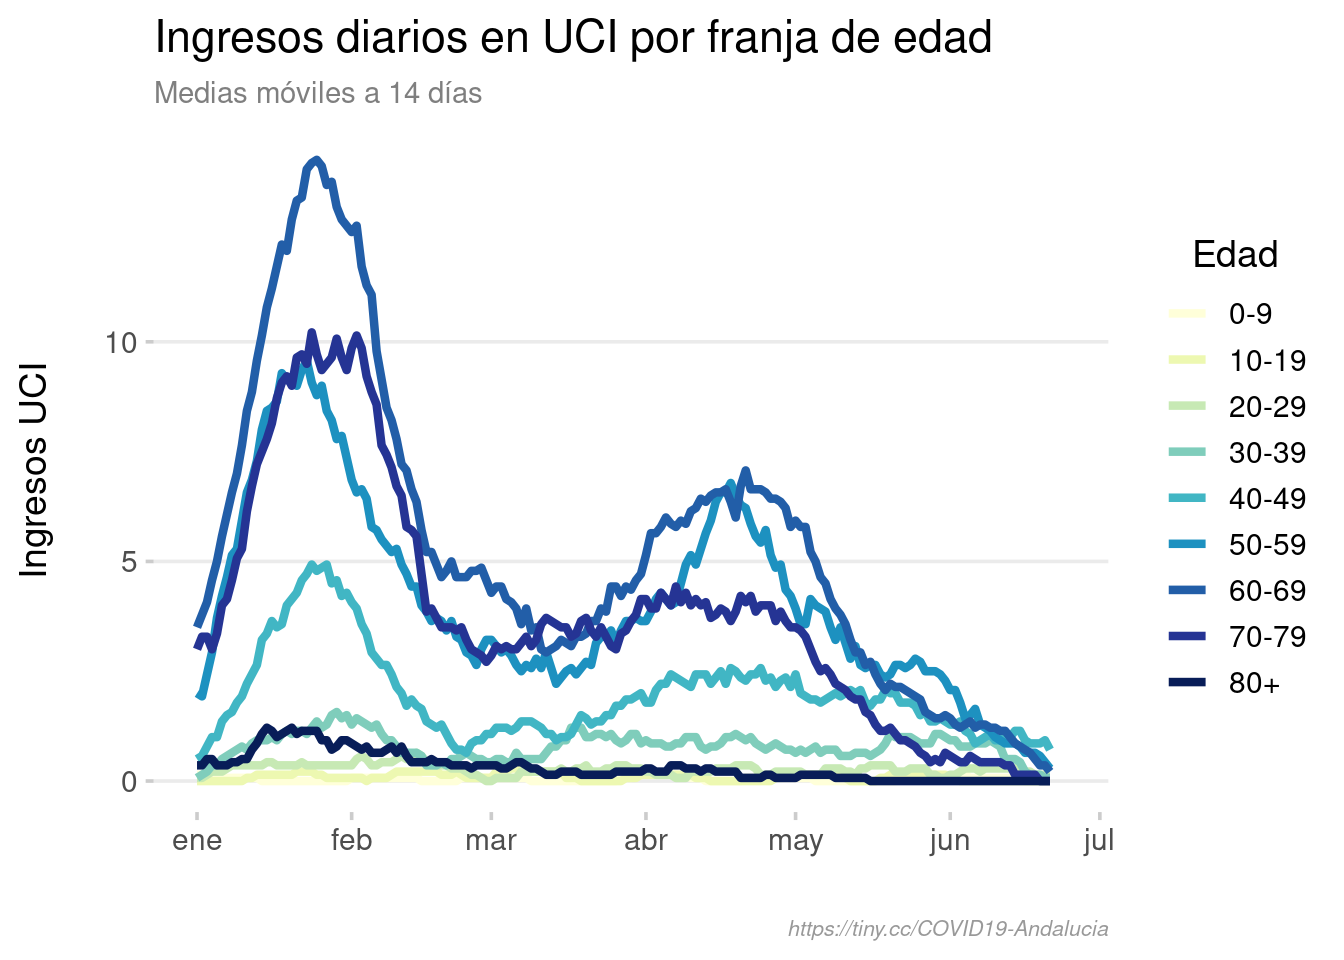 Ingresos diarios en UCI por franja de edad
Medias móviles a 14 días
Ingresos UCI
10
5
0
ene feb mar abr may jun jul
Edad
0-9
10-19
20-29
30-39
40-49
50-59
60-69
70-79
80+
https://tiny.cc/COVID19-Andalucia